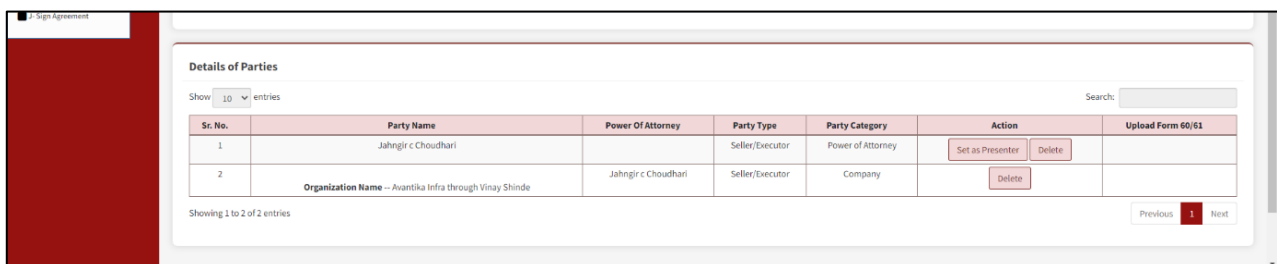 J- Sign Agreement
Details of Parties
Show 10 entries Search:
Sr. No. Party Name Power Of Attorney Party Type Party Category Action Upload Form 60/61
1 Jahngir c Choudhari Seller/Executor Power of Attorney Set as Presenter Delete
2 Organization Name -- Avantika Infra through Vinay Shinde Jahngir c Choudhari Seller/Executor Company Delete
Showing 1 to 2 of 2 entries Previous 1 Next